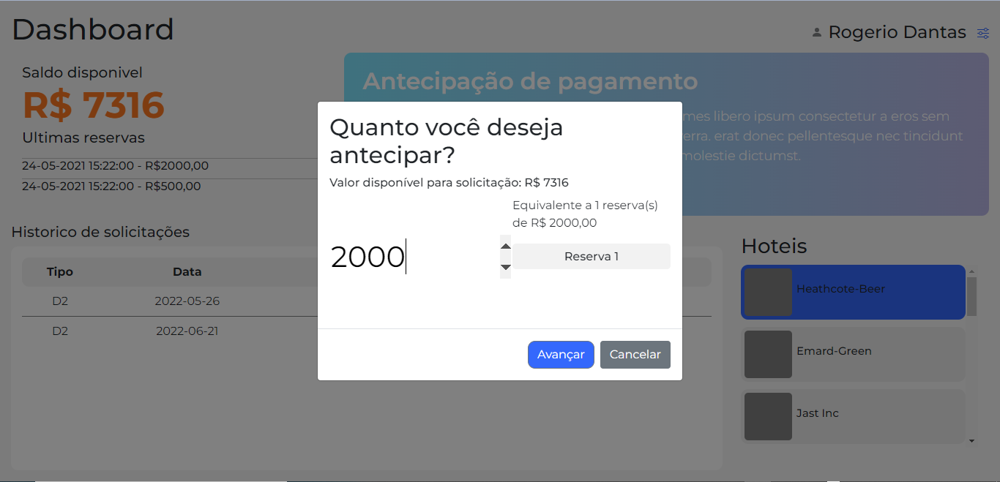 Dashboard
Rogerio Dantas
Saldo disponivel
R$ 7316
Ultimas reservas
24-05-2021 15:22:00 - R$2000,00
24-05-2021 15:22:00 - R$500,00
Antecipação de pagamento
mes libero ipsum consectetur a eros sem
erra. erat donec pellentesque nec tincidunt
molestie dictumst.
Quanto você deseja
antecipar?
Valor disponível para solicitação: R$ 7316
Equivalente a 1 reserva(s)
de R$ 2000,00
2000
Reserva 1
Avançar
Cancelar
Historico de solicitações
Tipo Data
D2 2022-05-26
D2 2022-06-21
Hoteis
Heathcote-Beer
Emard-Green
Jast Inc